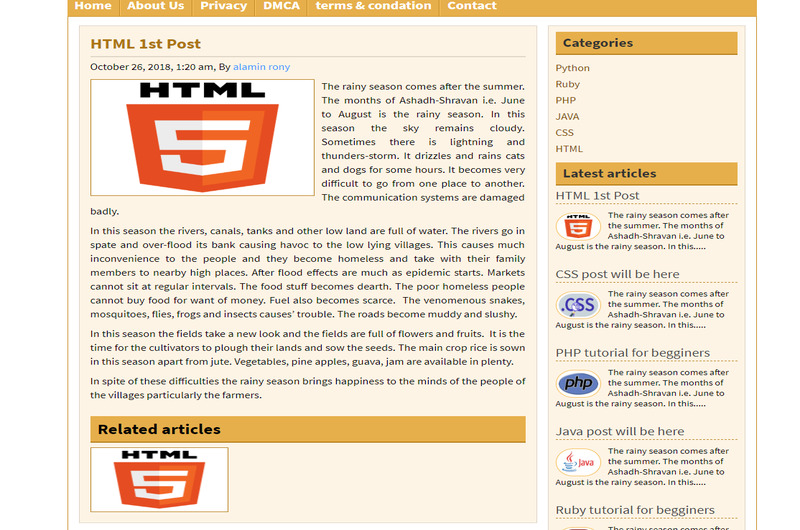 Home About Us Privacy DMCA terms & condation Contact
HTML 1st Post
October 26, 2018, 1:20 am, By alamin rony
HTML
5
The rainy season comes after the summer.
The months of Ashadh-Shravan i.e. June
to August is the rainy season. In this
season the sky remains cloudy.
Sometimes there is lightning and
thunders-storm. It drizzles and rains cats
and dogs for some hours. It becomes very
difficult to go from one place to another.
The communication systems are damaged
badly.
In this season the rivers, canals, tanks and other low land are full of water. The rivers go in
spate and over-flood its bank causing havoc to the low lying villages. This causes much
inconvenience to the people and they become homeless and take with their family
members to nearby high places. After flood effects are much as epidemic starts. Markets
cannot sit at regular intervals. The food stuff becomes dearth. The poor homeless people
cannot buy food for want of money. Fuel also becomes scarce. The venomous snakes,
mosquitoes, flies, frogs and insects causes' trouble. The roads become muddy and slushy.
In this season the fields take a new look and the fields are full of flowers and fruits. It is the
time for the cultivators to plough their lands and sow the seeds. The main crop rice is sown
in this season apart from jute. Vegetables, pine apples, guava, jam are available in plenty.
In spite of these difficulties the rainy season brings happiness to the minds of the people of
the villages particularly the farmers.
Related articles
HTML
5
Categories
Python
Ruby
PHP
JAVA
CSS
HTML
Latest articles
HTML 1st Post
HTML
5
The rainy season comes after
the summer. The months of
Ashadh-Shravan i.e. June to
August is the rainy season. In this.....
CSS post will be here
.CSS
The rainy season comes after
the summer. The months of
Ashadh-Shravan i.e. June to
August is the rainy season. In this.....
PHP tutorial for begginers
php
The rainy season comes after
the summer. The months of
Ashadh-Shravan i.e. June to
August is the rainy season. In this.....
Java post will be here
Java
The rainy season comes after
the summer. The months of
Ashadh-Shravan i.e. June to
August is the rainy season. In this.....
Ruby tutorial for begginers
The rainy season comes after